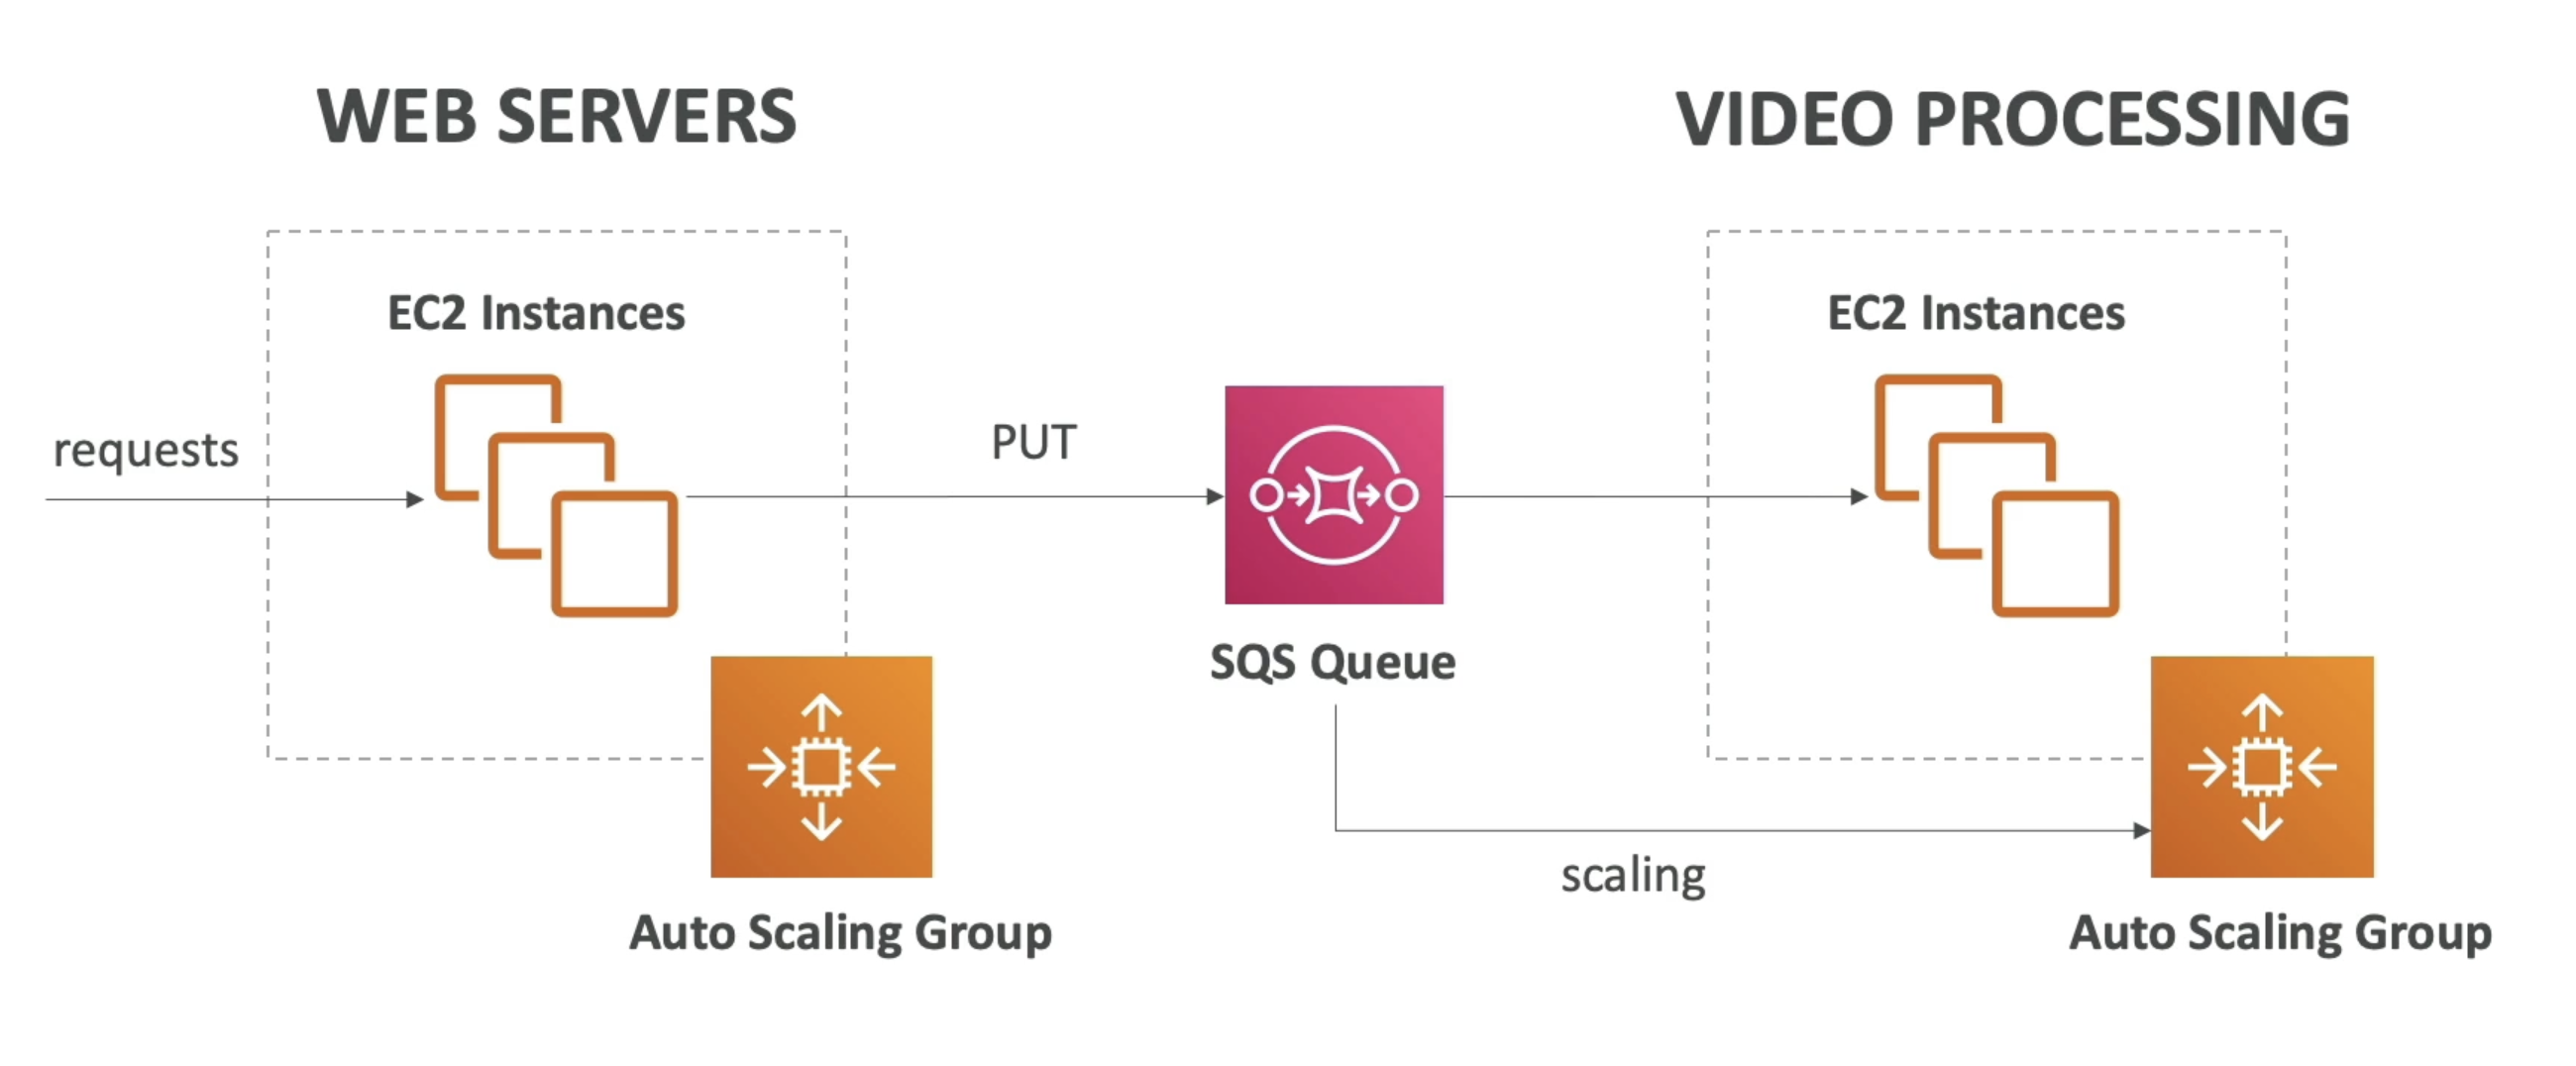 WEB SERVERS
VIDEO PROCESSING
EC2 Instances
EC2 Instances
requests
PUT
SQS Queue
scaling
Auto Scaling Group
Auto Scaling Group